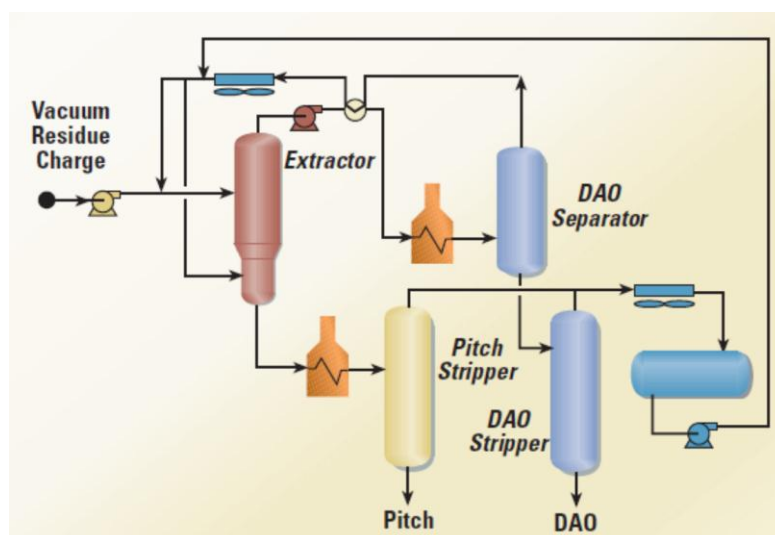 Vacuum
Residue
Charge
Extractor
DAO
Separator
Pitch
Stripper
DAO
Stripper
Pitch
DAO